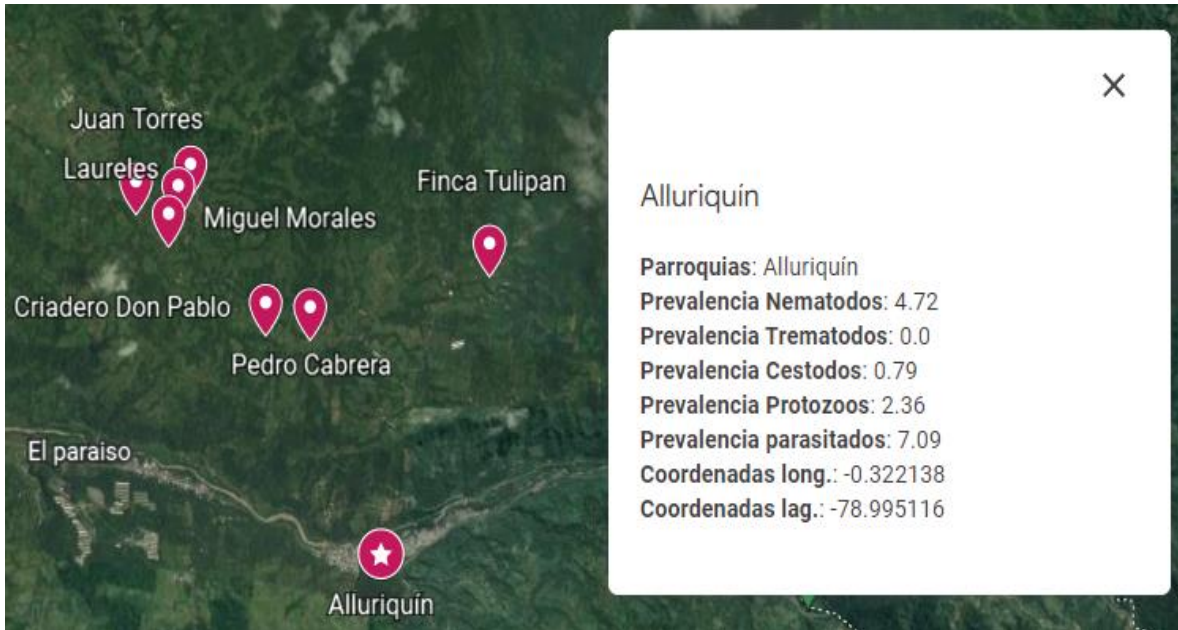 Juan Torres
Laureles
Miguel Morales
Finca Tulipan
Criadero Don Pablo
Pedro Cabrera
El paraiso
Alluriquín
Alluriquín
Parroquias: Alluriquín
Prevalencia Nematodos: 4.72
Prevalencia Trematodos: 0.0
Prevalencia Cestodos: 0.79
Prevalencia Protozoos: 2.36
Prevalencia parasitados: 7.09
Coordenadas long.: -0.322138
Coordenadas lag.: -78.995116